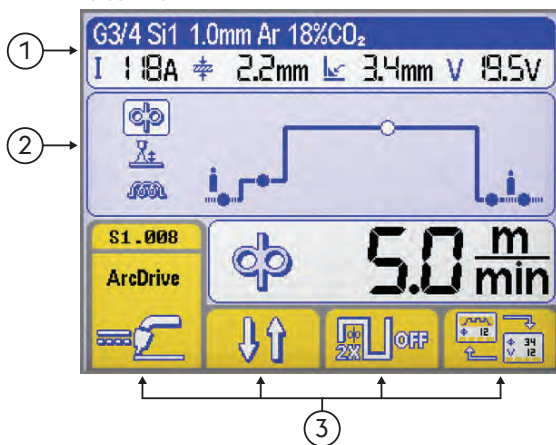 G3/4 Si1 1.0mm Ar 18%CO₂
1
I 118A 2.2mm 3.4mm V 19.5V
2
S1.008
ArcDrive
5.0 m/min
2X OFF
12
34
V 12
3